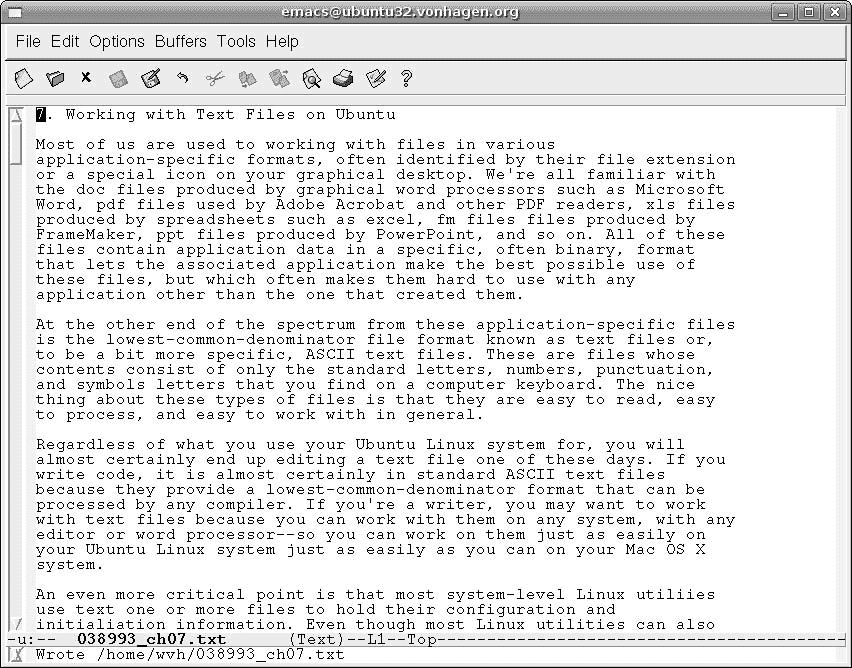 emacs@ubuntu32.vonhagen.org
File Edit Options Buffers Tools Help
7. Working with Text Files on Ubuntu
Most of us are used to working with files in various
application-specific formats, often identified by their file extension
or a special icon on your graphical desktop. We're all familiar with
the doc files produced by graphical word processors such as Microsoft
Word, pdf files used by Adobe Acrobat and other PDF readers, xls files
produced by spreadsheets such as excel, fm files files produced by
FrameMaker, ppt files produced by PowerPoint, and so on. All of these
files contain application data in a specific, often binary, format
that lets the associated application make the best possible use of
these files, but which often makes them hard to use with any
application other than the one that created them.
At the other end of the spectrum from these application-specific files
is the lowest-common-denominator file format known as text files or,
to be a bit more specific, ASCII text files. These are files whose
contents consist of only the standard letters, numbers, punctuation,
and symbols letters that you find on a computer keyboard. The nice
thing about these types of files is that they are easy to read, easy
to process, and easy to work with in general.
Regardless of what you use your Ubuntu Linux system for, you will
almost certainly end up editing a text file one of these days. If you
write code, it is almost certainly in standard ASCII text files
because they provide a lowest-common-denominator format that can be
processed by any compiler. If you're a writer, you may want to work
with text files because you can work with them on any system, with any
editor or word processor--so you can work on them just as easily on
your Ubuntu Linux system just as easily as you can on your Mac OS X
system.
An even more critical point is that most system-level Linux utiliies
use text one or more files to hold their configuration and
initialiation information. Even though most Linux utilities can also
-u:-- 038993_ch07.txt (Text)--L1--Top--------------------------------
Wrote /home/wvh/038993_ch07.txt